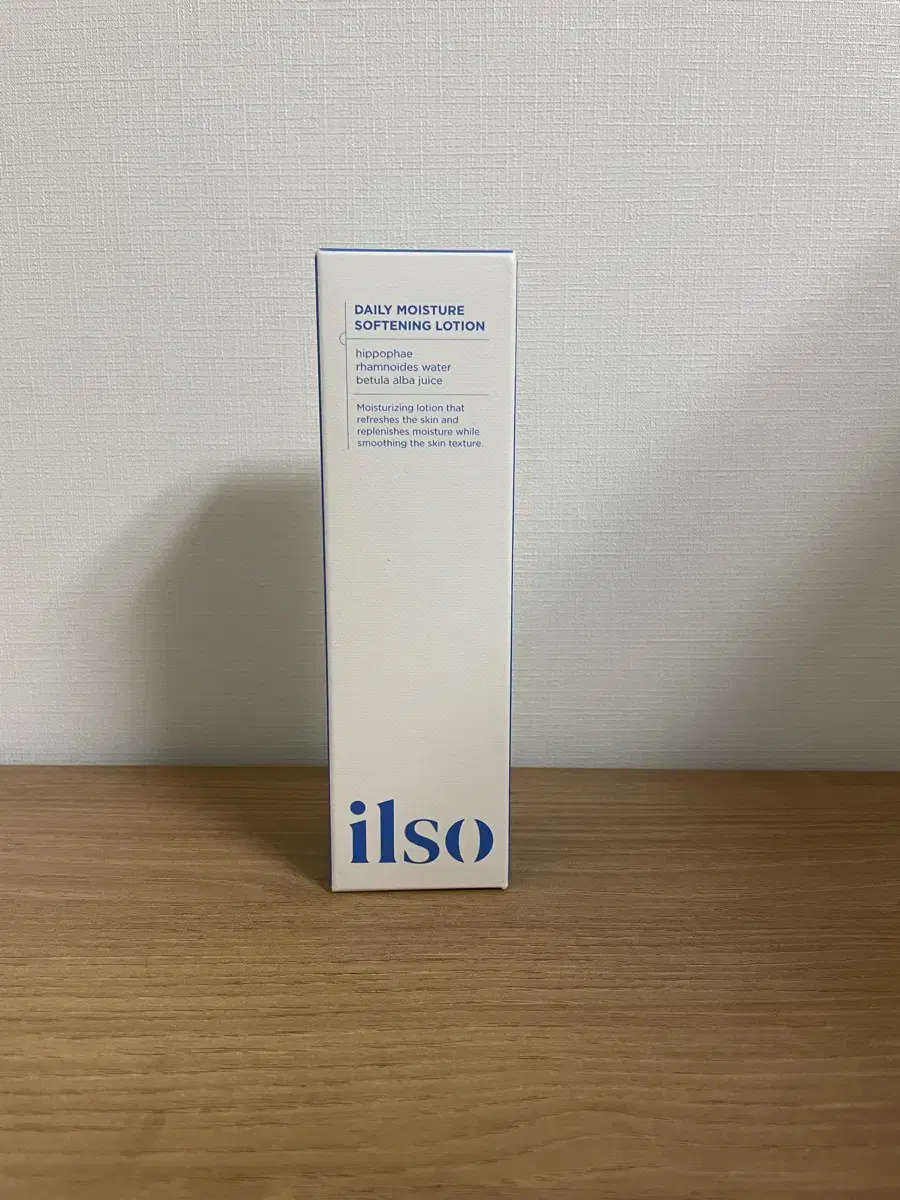 DAILY MOISTURE
SOFTENING LOTION
hippophae
rhamnoides water
betula alba juice
Moisturizing lotion that
refreshes the skin and
replenishes moisture while
smoothing the skin texture.
ilso